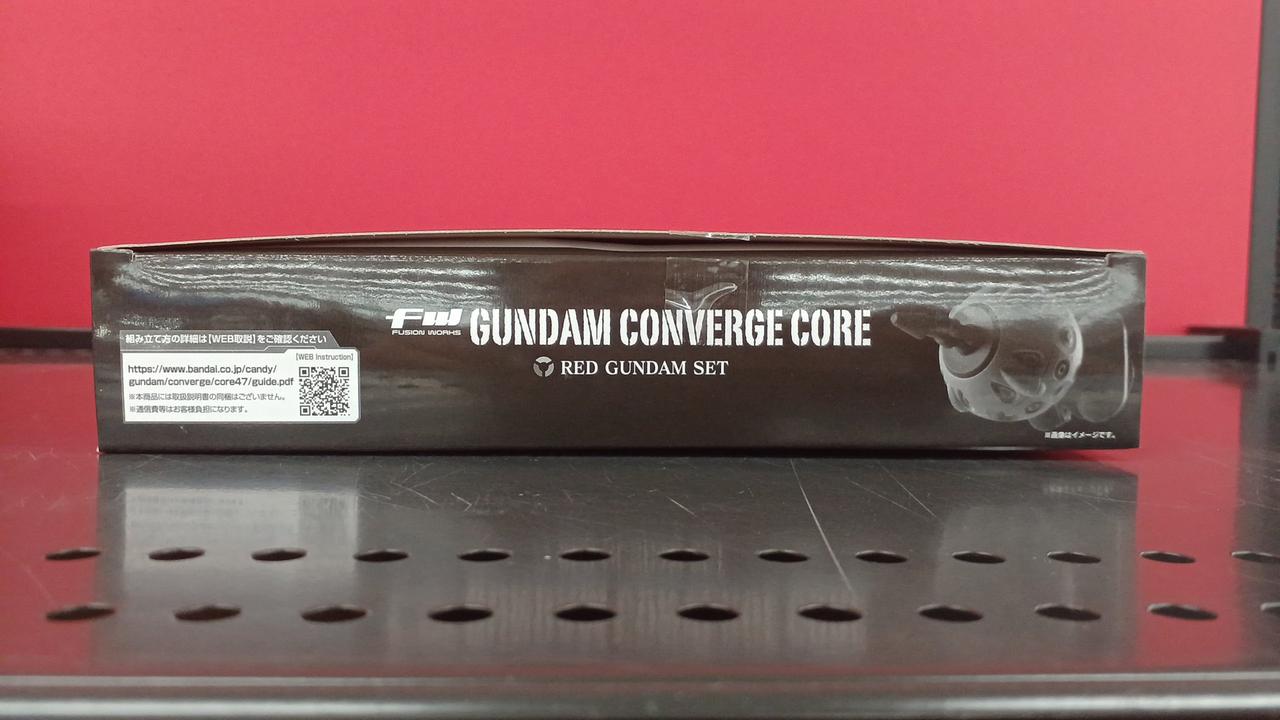 FW
FUSION WORKS
GUNDAM CONVERGE CORE
RED GUNDAM SET
組み立て方の詳細は【WEB取説】をご確認ください
【WEB Instruction】
https://www.bandai.co.jp/candy/
gundam/converge/core47/guide.pdf
※本商品には取扱説明書の同梱はございません。
※通信費等はお客様負担になります。
※画像はイメージです。